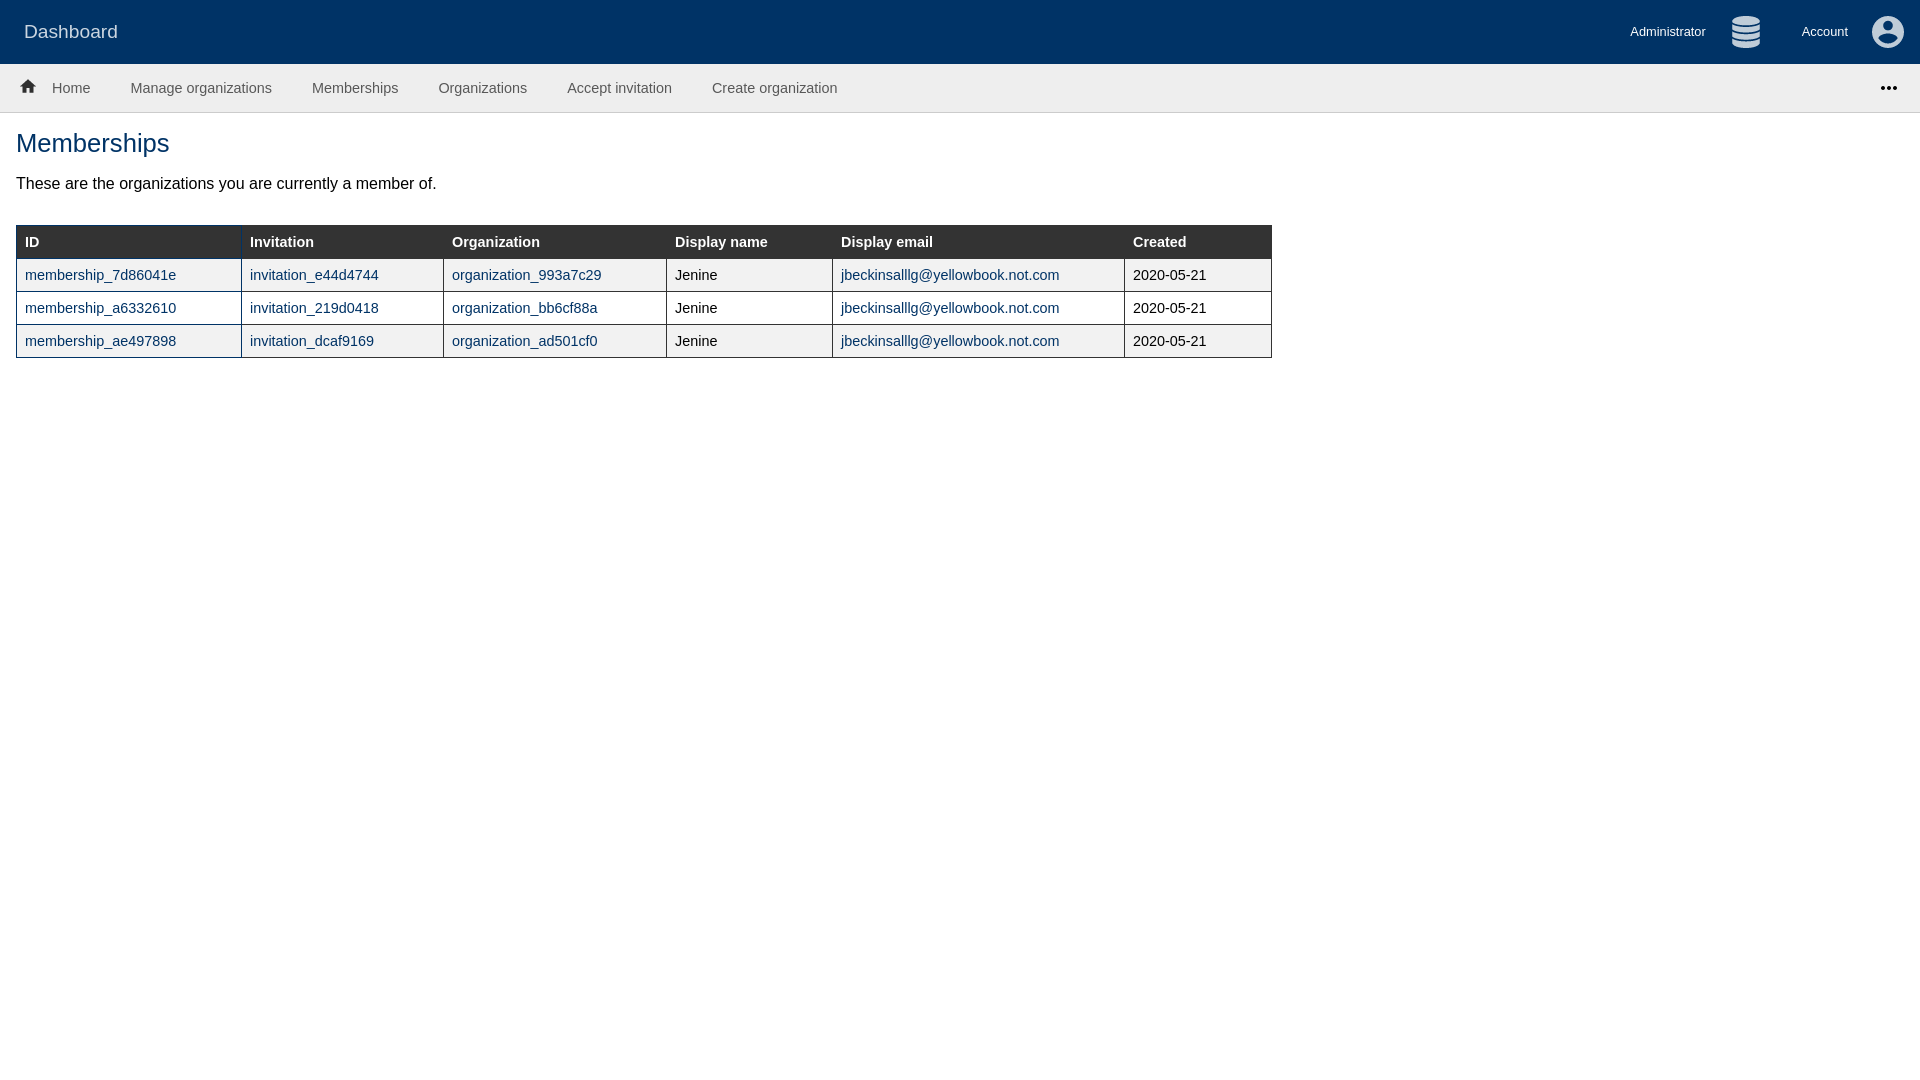 Dashboard Administrator Account
Home Manage organizations Memberships Organizations Accept invitation Create organization
Memberships
These are the organizations you are currently a member of.
ID Invitation Organization Display name Display email Created
membership_7d86041e invitation_e44d4744 organization_993a7c29 Jenine jbeckinsalllg@yellowbook.not.com 2020-05-21
membership_a6332610 invitation_219d0418 organization_bb6cf88a Jenine jbeckinsalllg@yellowbook.not.com 2020-05-21
membership_ae497898 invitation_dcaf9169 organization_ad501cf0 Jenine jbeckinsalllg@yellowbook.not.com 2020-05-21